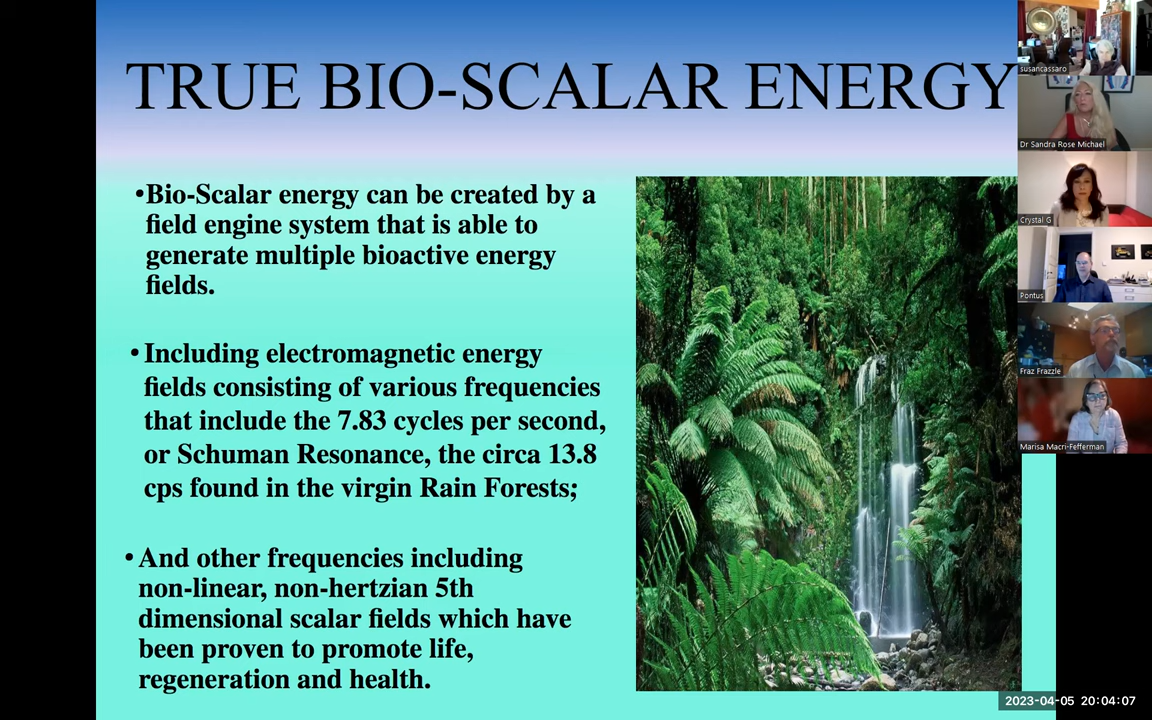 TRUE BIO-SCALAR ENERGY
•Bio-Scalar energy can be created by a
field engine system that is able to
generate multiple bioactive energy
fields.
• Including electromagnetic energy
fields consisting of various frequencies
that include the 7.83 cycles per second,
or Schuman Resonance, the circa 13.8
cps found in the virgin Rain Forests;
• And other frequencies including
non-linear, non-hertzian 5th
dimensional scalar fields which have
been proven to promote life,
regeneration and health.
susancassaro
Dr Sandra Rose Michael
Crystal G
Pontus
Fraz Frazzle
Marisa Macri-Fefferman
2023-04-05 20:04:07